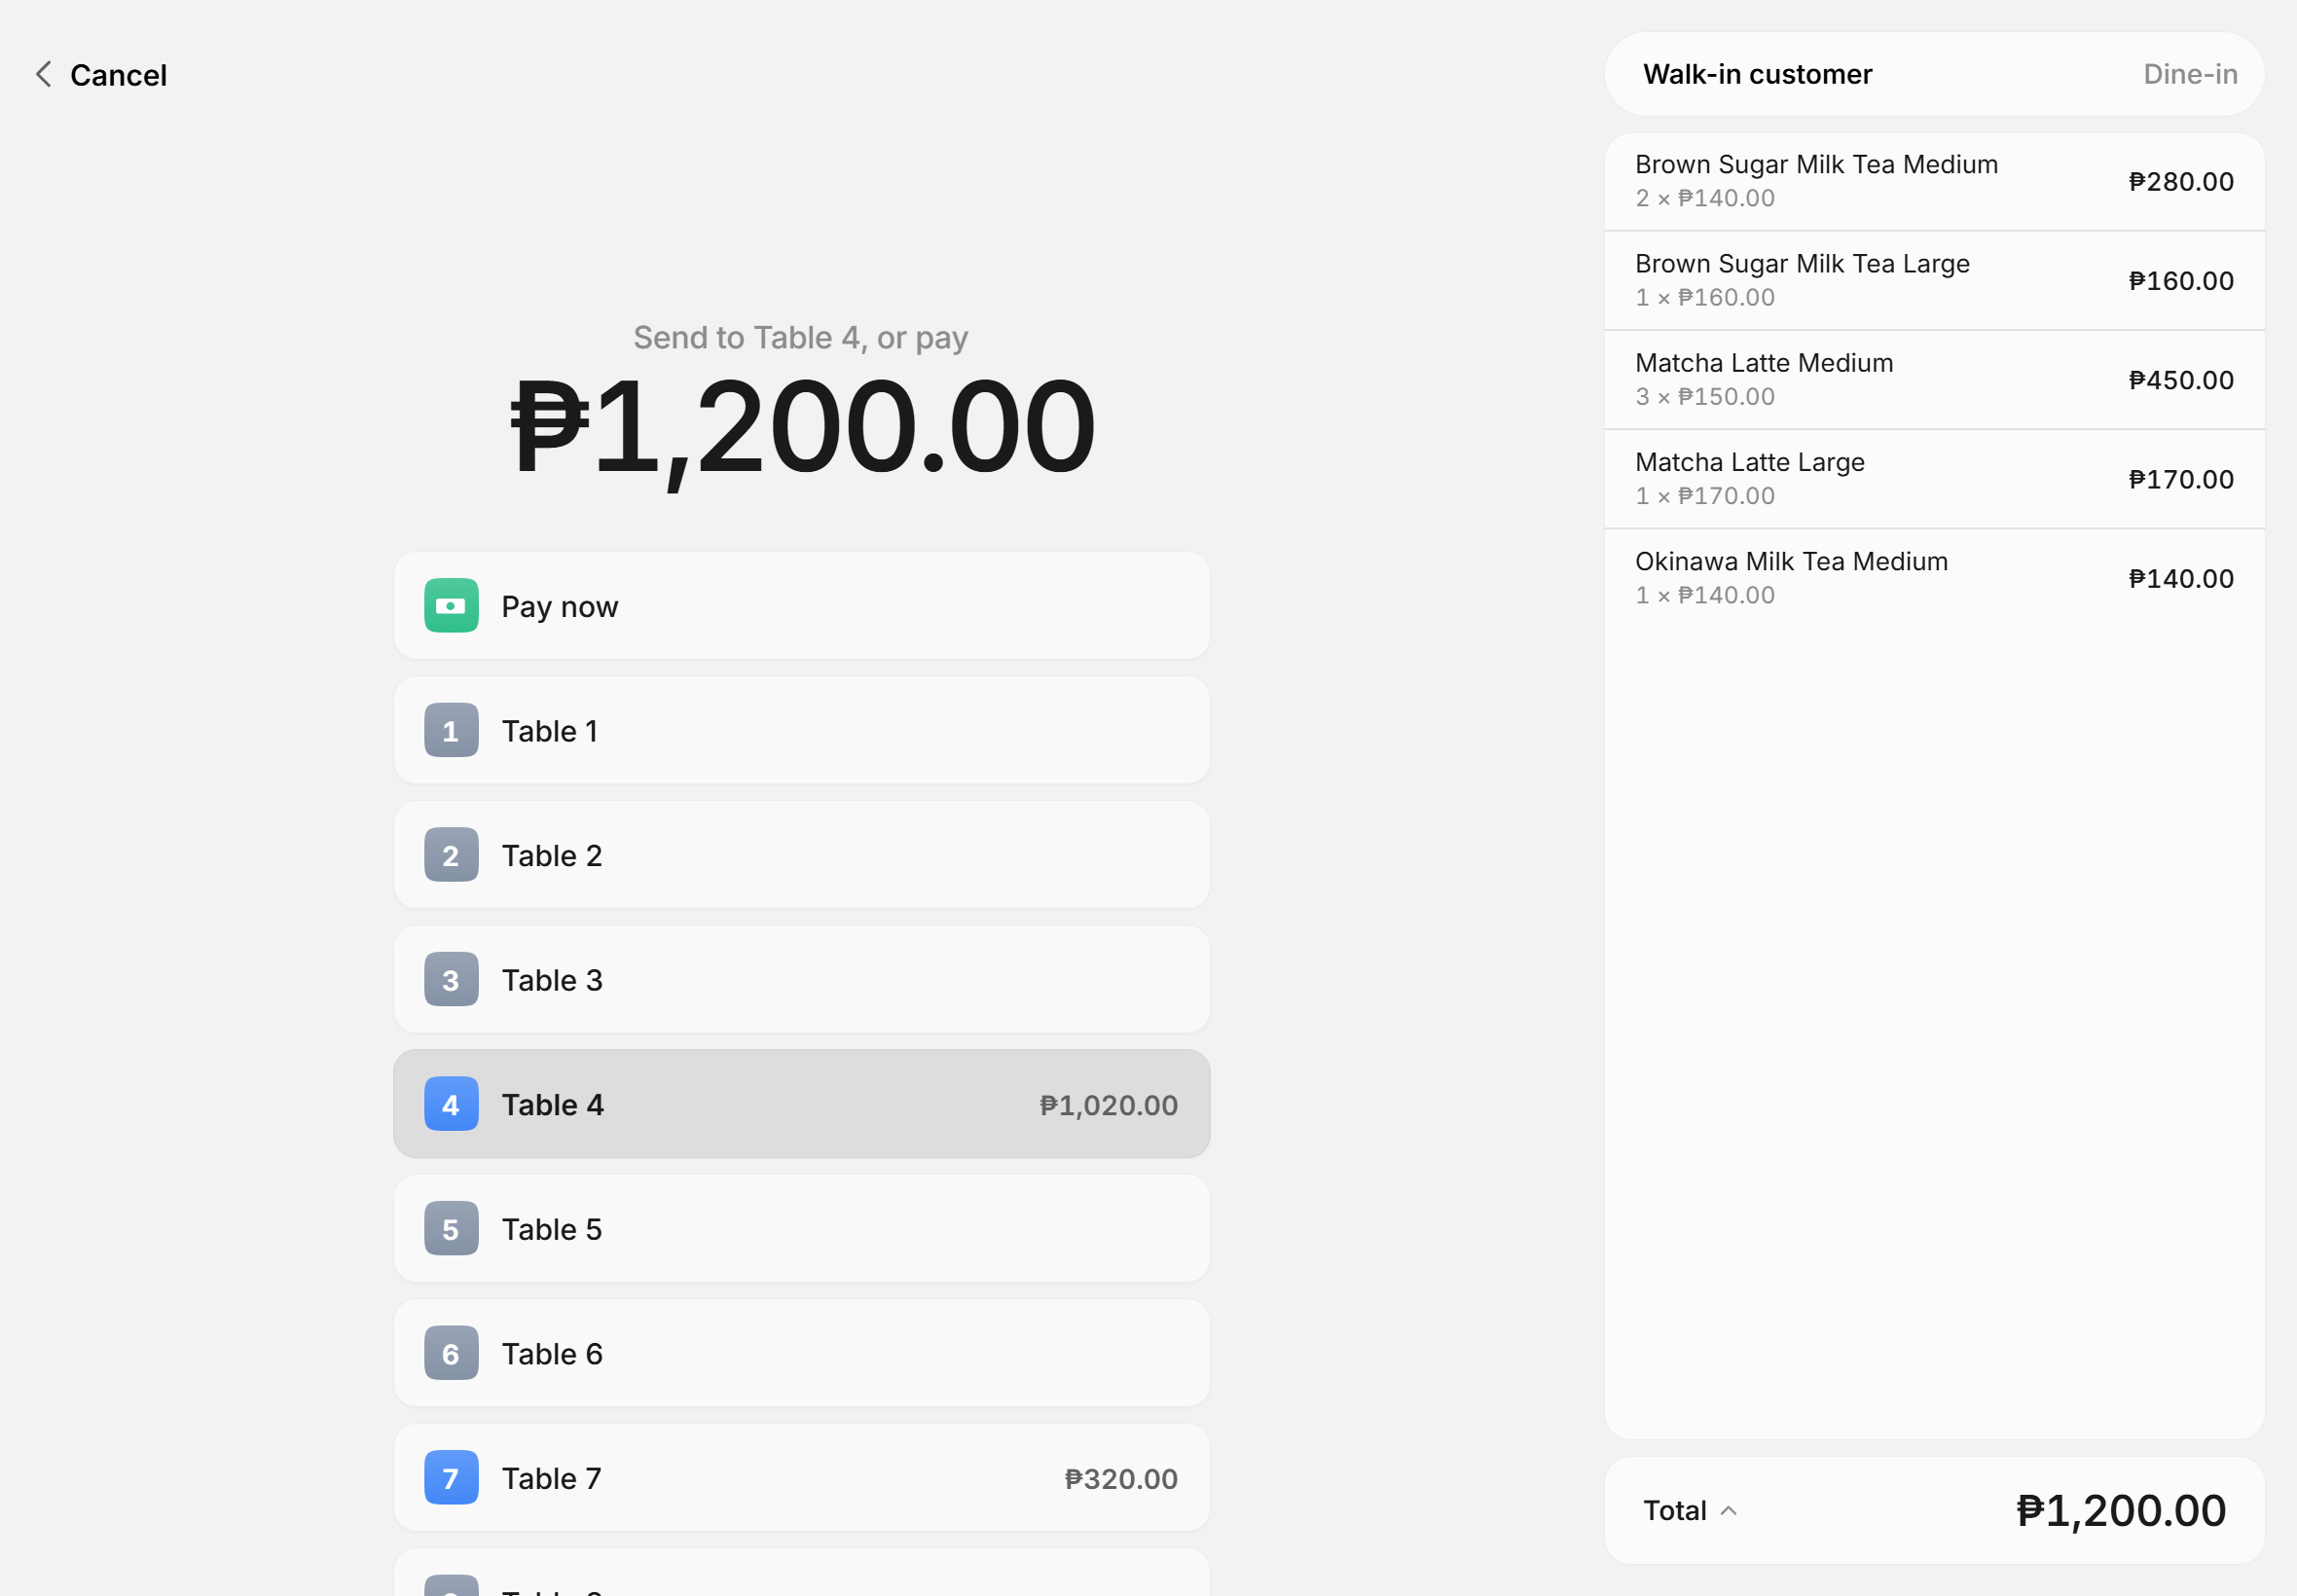 Cancel
Send to Table 4, or pay
₱1,200.00
Pay now
1 Table 1
2 Table 2
3 Table 3
4 Table 4 ₱1,020.00
5 Table 5
6 Table 6
7 Table 7 ₱320.00
Walk-in customer Dine-in
Brown Sugar Milk Tea Medium
2 × ₱140.00
₱280.00
Brown Sugar Milk Tea Large
1 × ₱160.00
₱160.00
Matcha Latte Medium
3 × ₱150.00
₱450.00
Matcha Latte Large
1 × ₱170.00
₱170.00
Okinawa Milk Tea Medium
1 × ₱140.00
₱140.00
Total ₱1,200.00